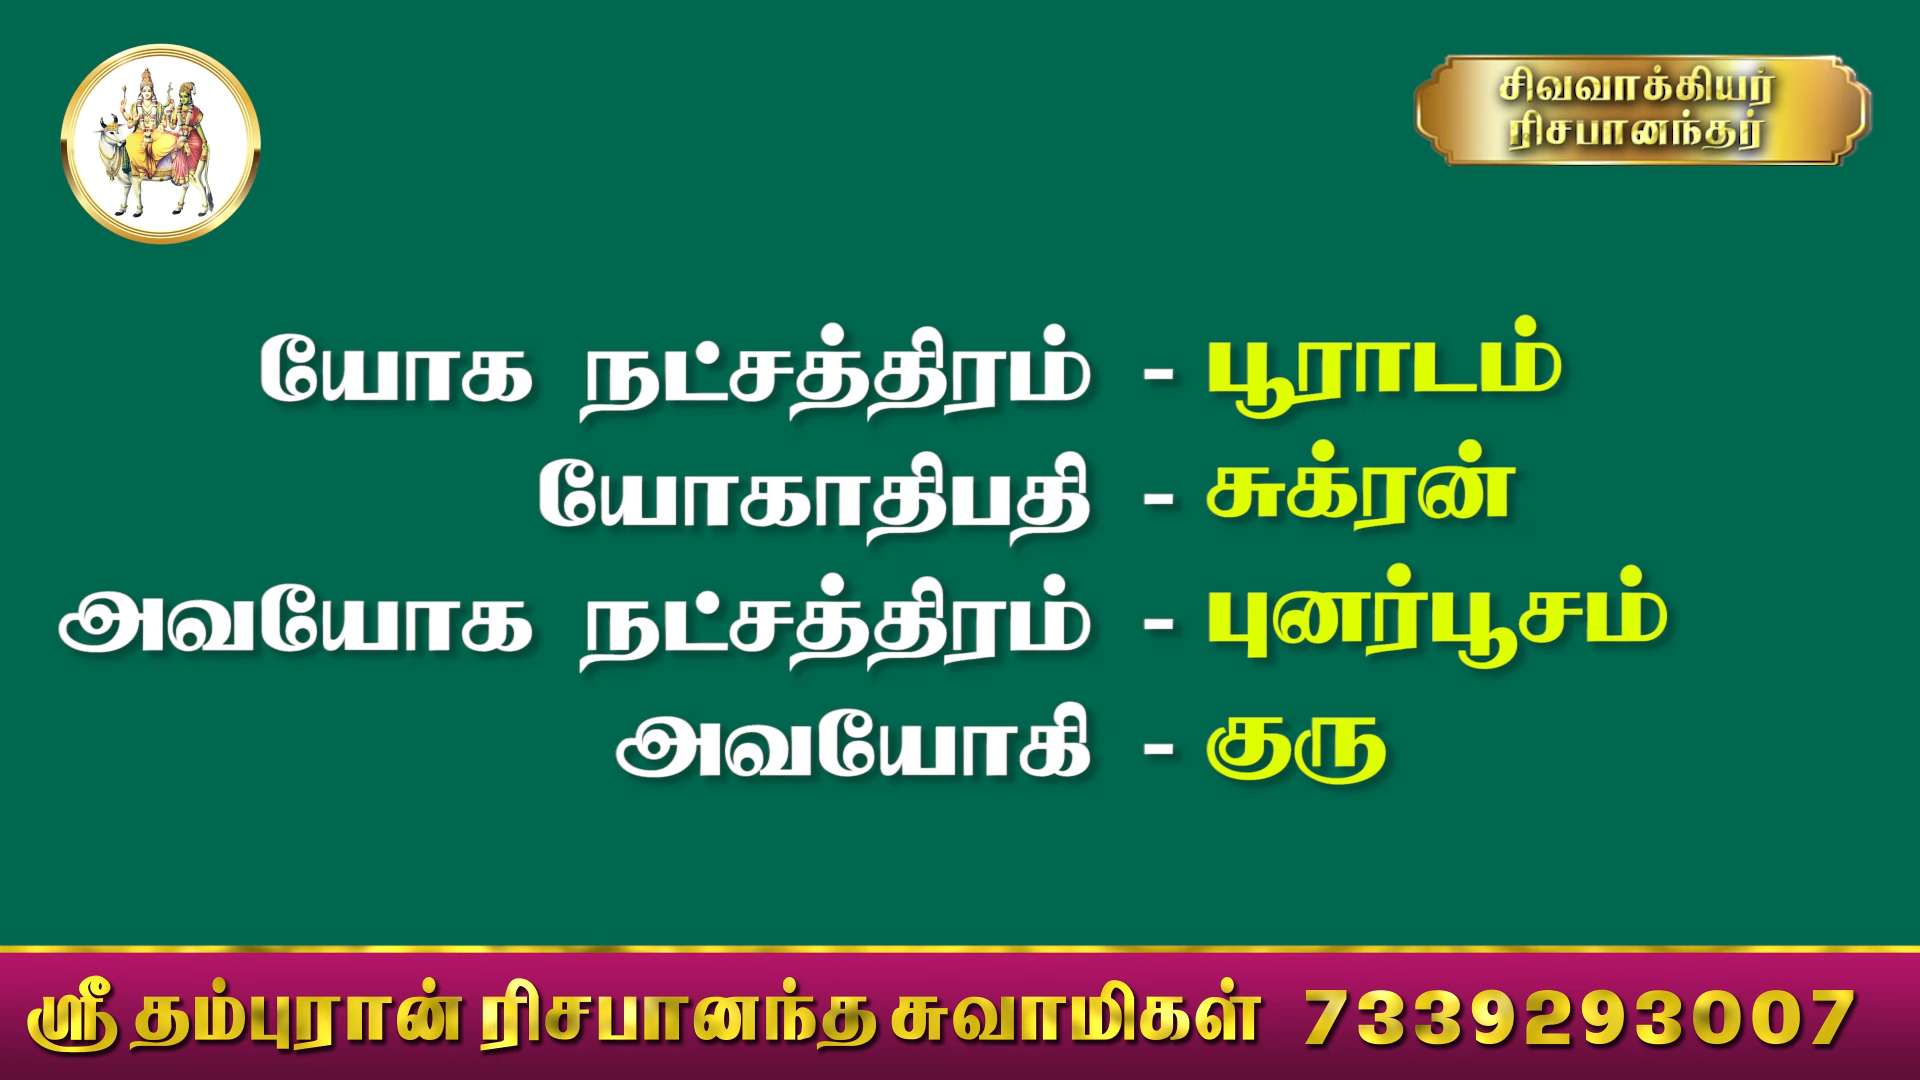 சிவவாக்கியர்
ரிசபானந்தர்
யோக நட்சத்திரம் - பூராடம்
யோகாதிபதி - சுக்ரன்
அவயோக நட்சத்திரம் - புனர்பூசம்
அவயோகி - குரு
ஸ்ரீ தம்புரான் ரிசபானந்த சுவாமிகள் 7339293007